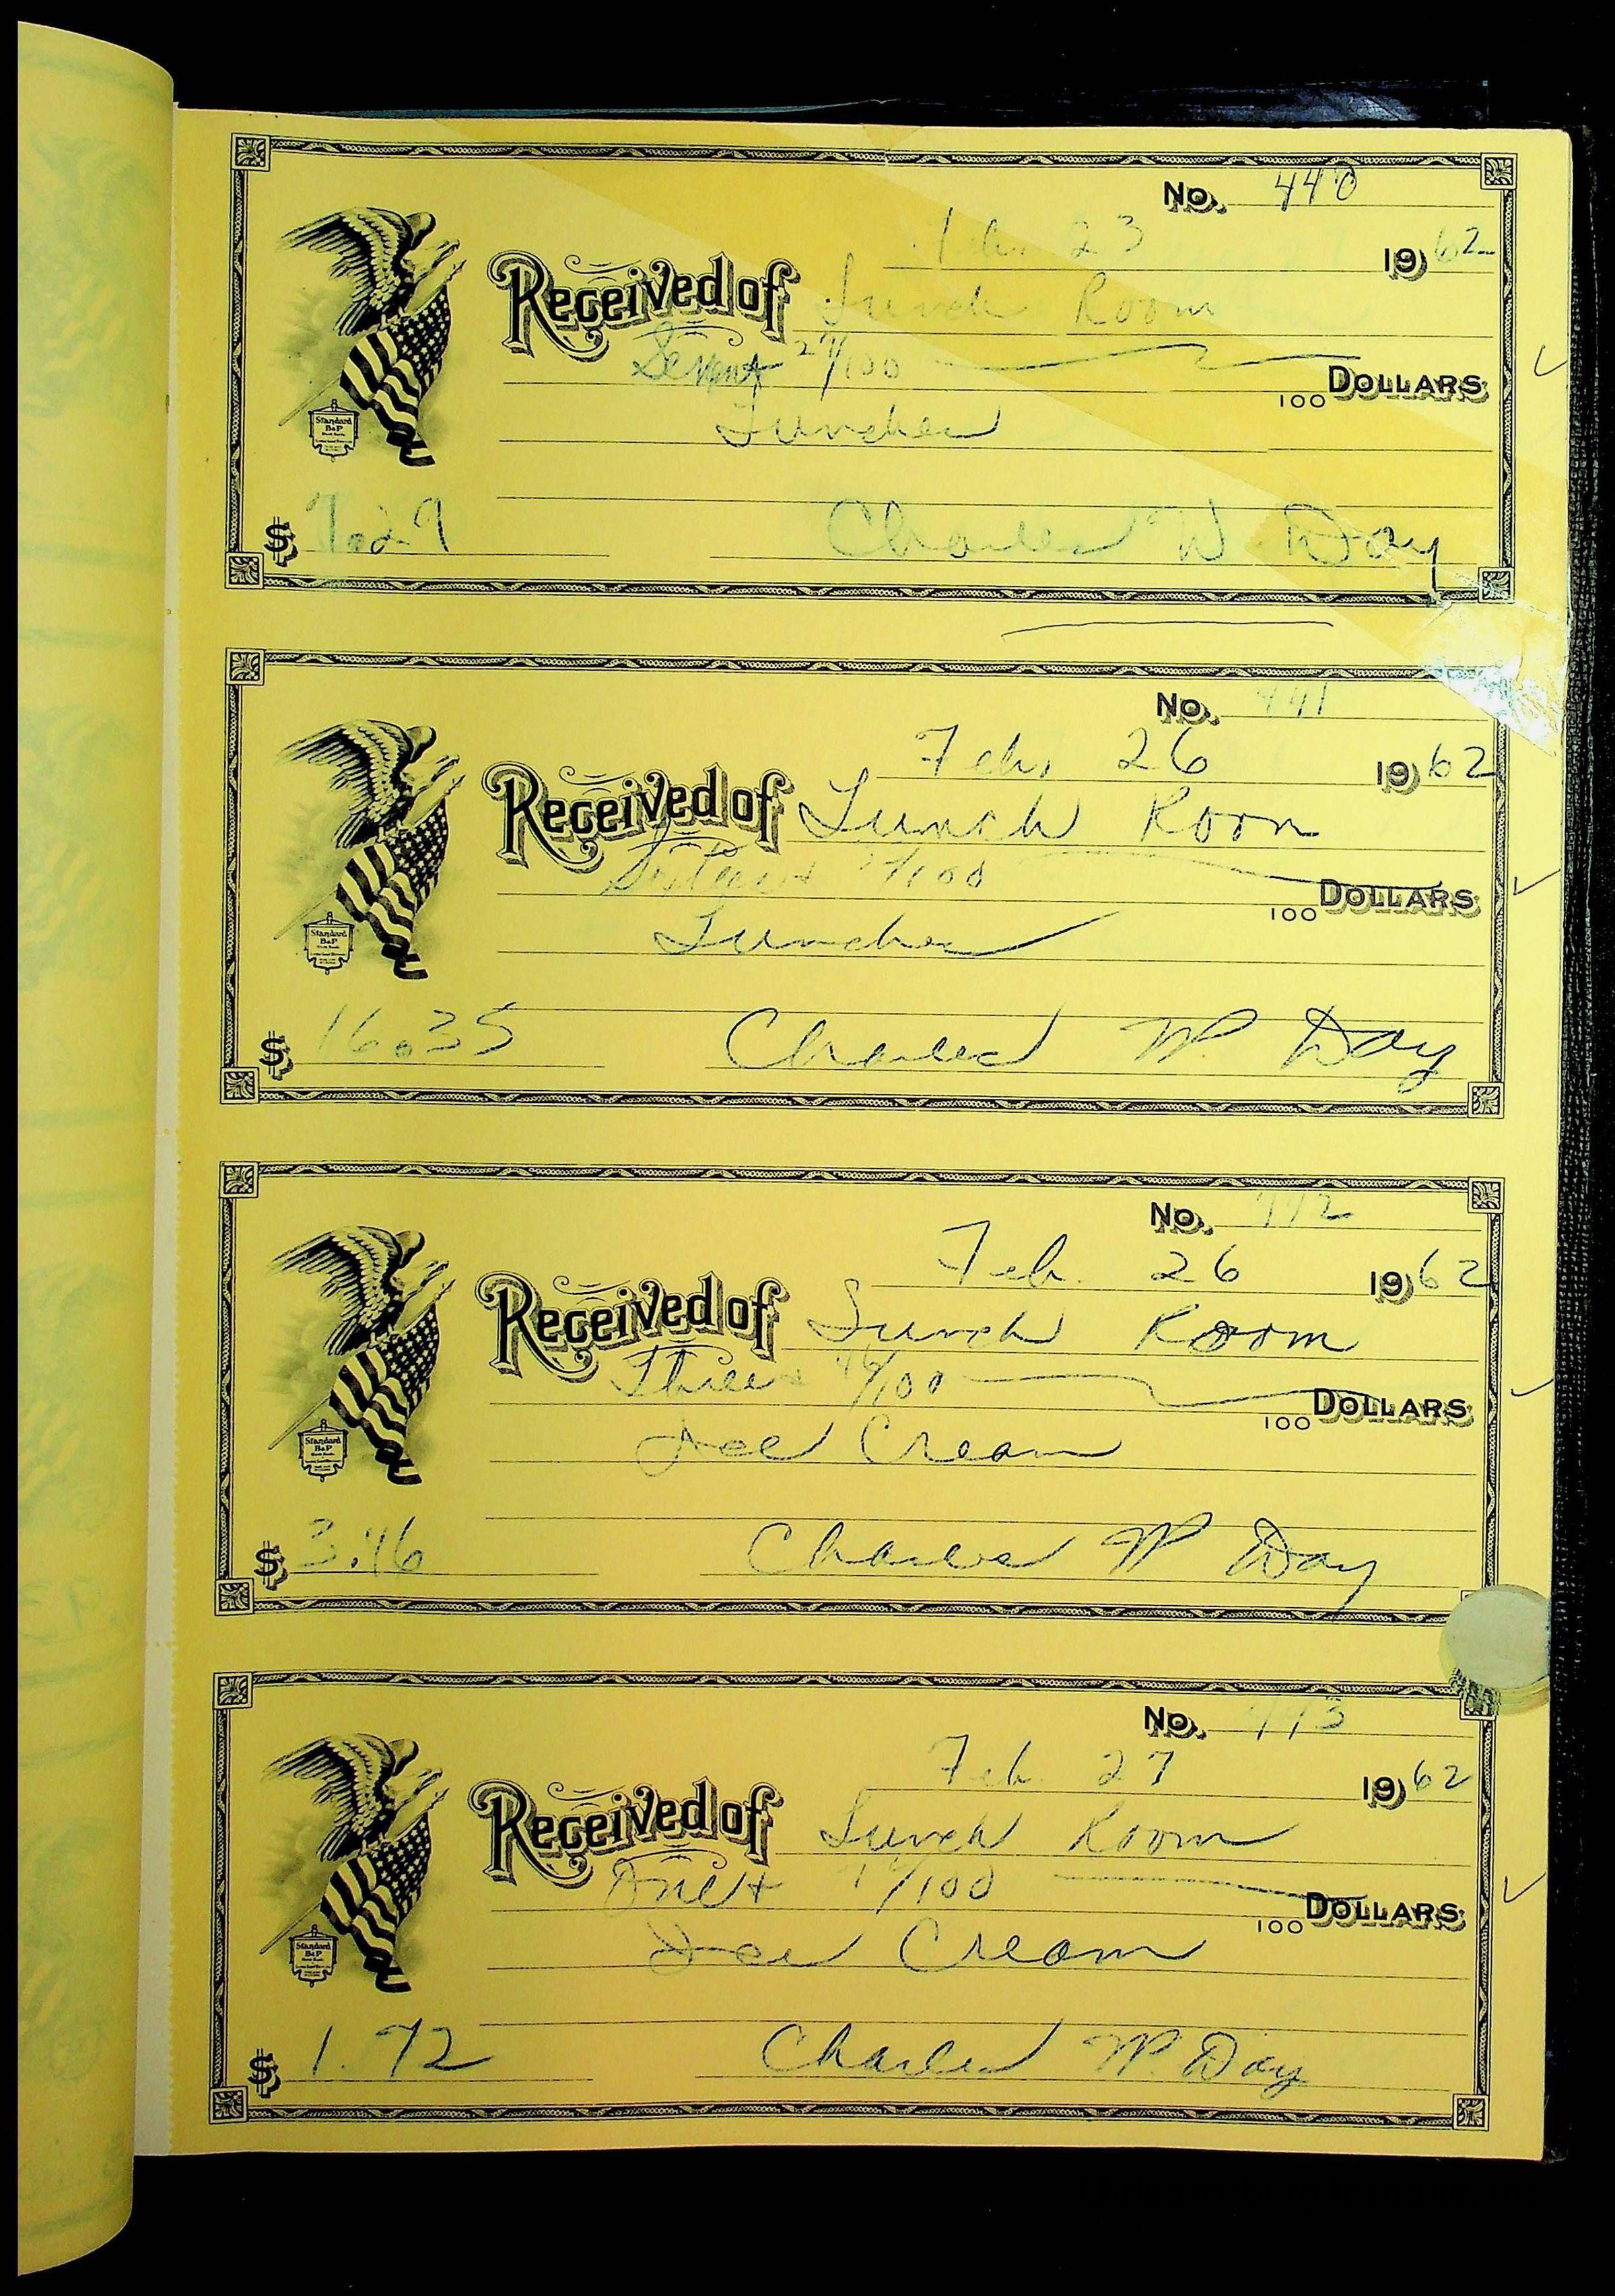 No. 440
Feb. 23 1962
Received of Lunch Room
Seven + 29/100 100 DOLLARS
Lunches
Standard
B&P
$ 7.29 Charles W. Day
No. 441
Feb. 26 1962
Received of Lunch Room
Sixteen + /100 100 DOLLARS
Lunches
Standard
B&P
$ 16.35 Charles W. Day
No. 442
Feb. 26 1962
Received of Lunch Room
Three + 46/100 100 DOLLARS
Ice Cream
Standard
B&P
$ 3.46 Charles W Day
No. 443
Feb. 27 1962
Received of Lunch Room
One + /100 100 DOLLARS
Ice Cream
Standard
B&P
$ 1.72 Charles W. Day